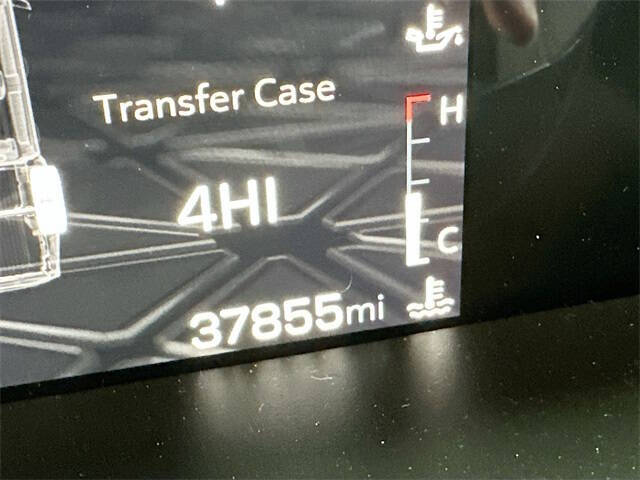 Transfer Case
H
4HI
C
37855mi